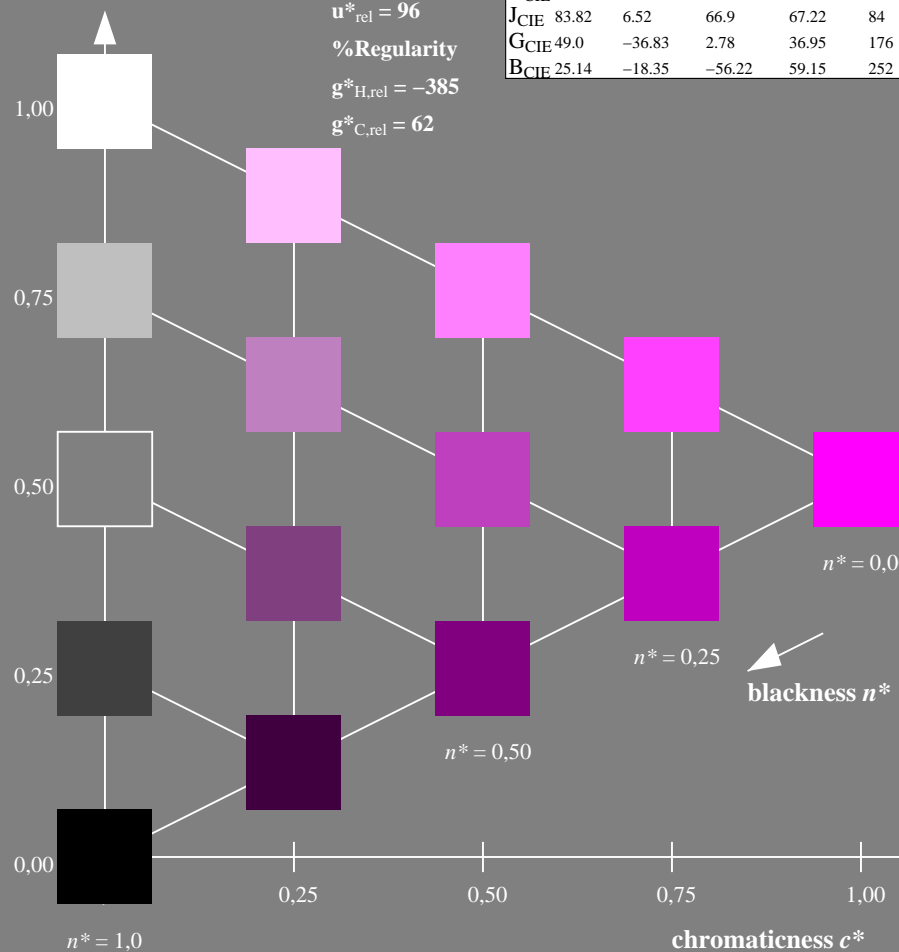 u*rel = 96
%Regularity
g*H,rel = −385
g*C,rel = 62
JCIE 83.82 6.52 66.9 67.22 84
GCIE 49.0 −36.83 2.78 36.95 176
BCIE 25.14 −18.35 −56.22 59.15 252
1,00
0,75
0,50
n* = 0,0
0,25
n* = 0,25
blackness n*
n* = 0,50
0,00
0,25 0,50 0,75 1,00
n* = 1,0
chromaticness c*